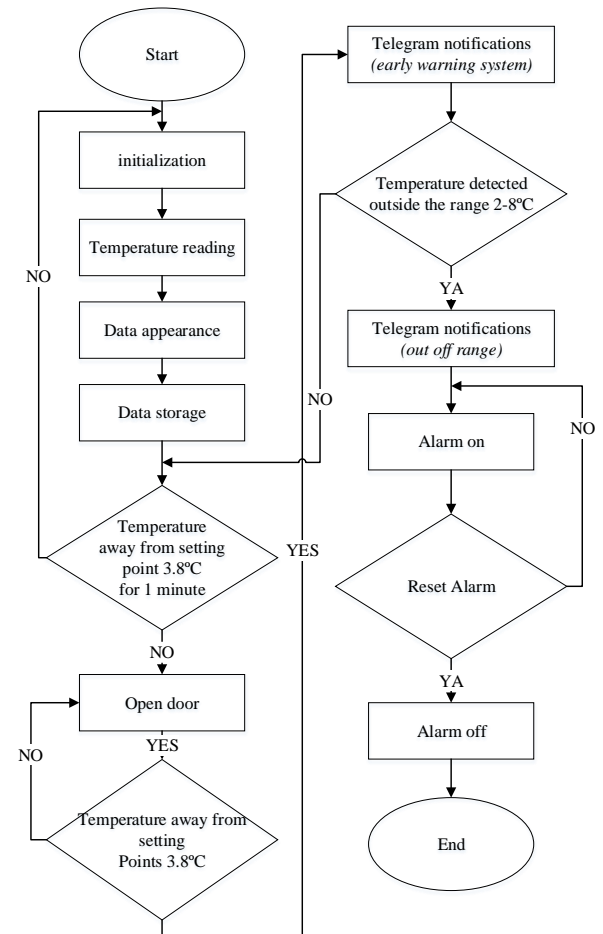 Start
initialization
Temperature reading
NO
Data appearance
Data storage
Temperature
away from setting
point 3.8ºC
for 1 minute
YES
NO
Open door
YES
NO
Temperature away from
setting
Points 3.8ºC
Telegram notifications
(early warning system)
Temperature detected
outside the range 2-8ºC
YA
NO
Telegram notifications
(out off range)
Alarm on
NO
Reset Alarm
YA
Alarm off
End